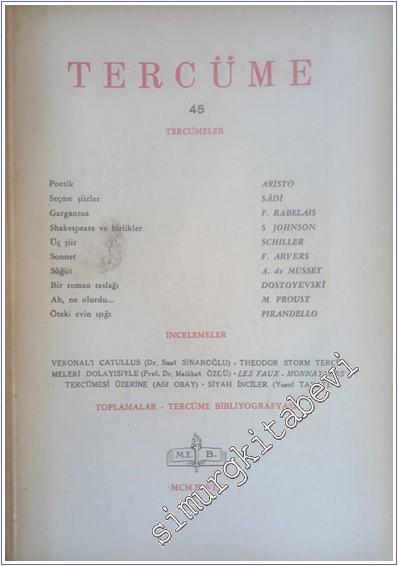 TERCÜME
45
TERCÜMELER
Poetik ARISTO
Seçme şiirler SÂDİ
Gargantua F. RABELAIS
Shakespeare ve birlikler S JOHNSON
Üç şiir SCHILLER
Sonnet F. ARVERS
Söğüt A. de MUSSET
Bir roman taslağı DOSTOYEVSKİ
Ah, ne olurdu... M PROUST
Öteki evin ışığı PIRANDELLO
İNCELEMELER
VERONAL'I CATULLUS (Dr. Suat SİNANOĞLU) - THEODOR STORM TERCÜ
MELERİ DOLAYISIYLE (Prof. Dr. Melâhat ÖZGÜ) - LES FAUX - MONNAYEURS
TERCÜMESİ ÜZERİNE (Afif OBAY) - SİYAH İNCİLER (Yusuf
TOPLAMALAR - TERCÜME BİBLİYOGRAFYASI
M.E. B.
simurgkitabevi